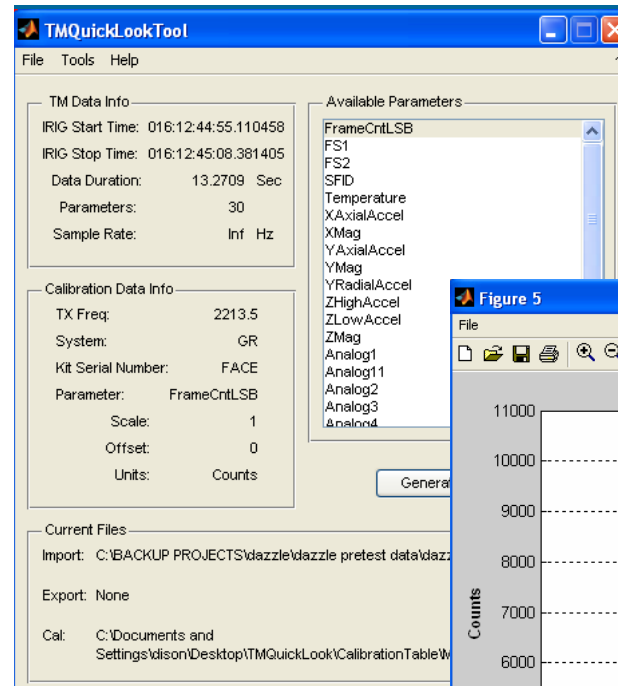 TMQuickLookTool
File Tools Help
TM Data Info
IRIG Start Time: 016:12:44:55.110458
IRIG Stop Time: 016:12:45:08.381405
Data Duration: 13.2709 Sec
Parameters: 30
Sample Rate: Inf Hz
Calibration Data Info
TX Freq: 2213.5
System: GR
Kit Serial Number: FACE
Parameter: FrameCntLSB
Scale: 1
Offset: 0
Units: Counts
Available Parameters
FrameCntLSB
FS1
FS2
SFID
Temperature
XAxialAccel
XMag
YAxialAccel
YMag
YRadialAccel
ZHighAccel
ZLowAccel
ZMag
Analog1
Analog11
Analog2
Analog3
Analog4
Genera
Current Files
Import: C:\BACKUP PROJECTS\dazzle\dazzle pretest data\daz
Export: None
Cal: C:\Documents and
Settings\dison\Desktop\TMQuickLook\CalibrationTable\
Figure 5
File
11000
10000
9000
8000
7000
6000
Counts